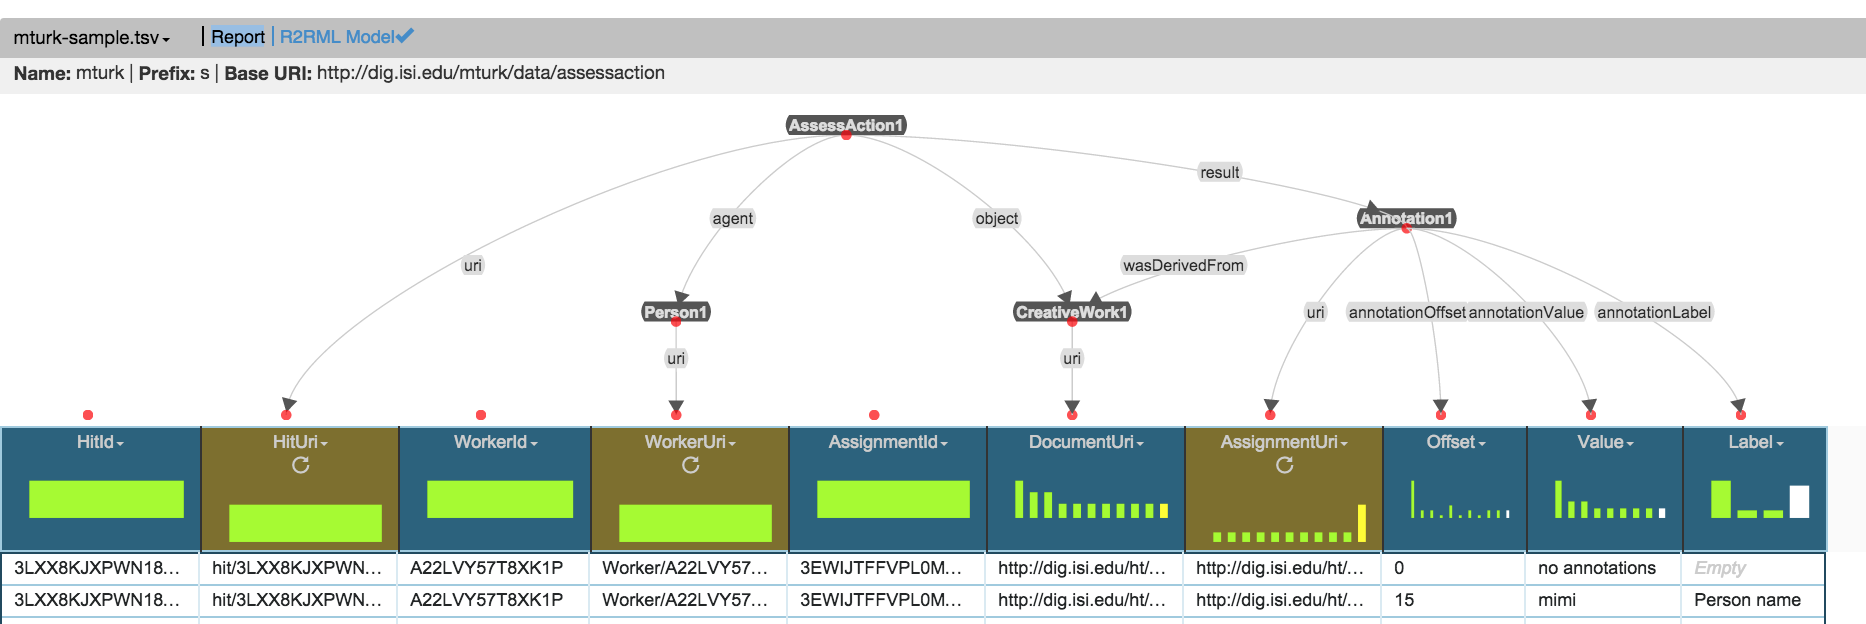 mturk-sample.tsv | Report | R2RML Model
Name: mturk | Prefix: s | Base URI: http://dig.isi.edu/mturk/data/assessaction
AssessAction1
result
agent object Annotation1
uri wasDerivedFrom
Person1 CreativeWork1 uri annotationOffset annotationValue annotationLabel
uri uri
HitId HitUri WorkerId WorkerUri AssignmentId DocumentUri AssignmentUri Offset Value Label
3LXX8KJXPWN18... hit/3LXX8KJXPWN... A22LVY57T8XK1P Worker/A22LVY57... 3EWIJTFFVPL0M... http://dig.isi.edu/ht/... http://dig.isi.edu/ht/... 0 no annotations Empty
3LXX8KJXPWN18... hit/3LXX8KJXPWN... A22LVY57T8XK1P Worker/A22LVY57... 3EWIJTFFVPL0M... http://dig.isi.edu/ht/... http://dig.isi.edu/ht/... 15 mimi Person name